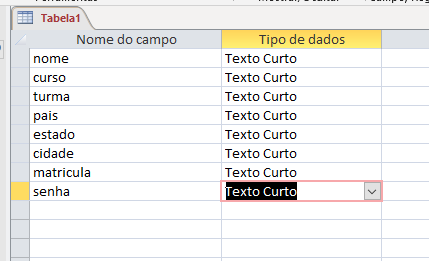 Tabela1
Nome do campo Tipo de dados
nome Texto Curto
curso Texto Curto
turma Texto Curto
pais Texto Curto
estado Texto Curto
cidade Texto Curto
matricula Texto Curto
senha Texto Curto